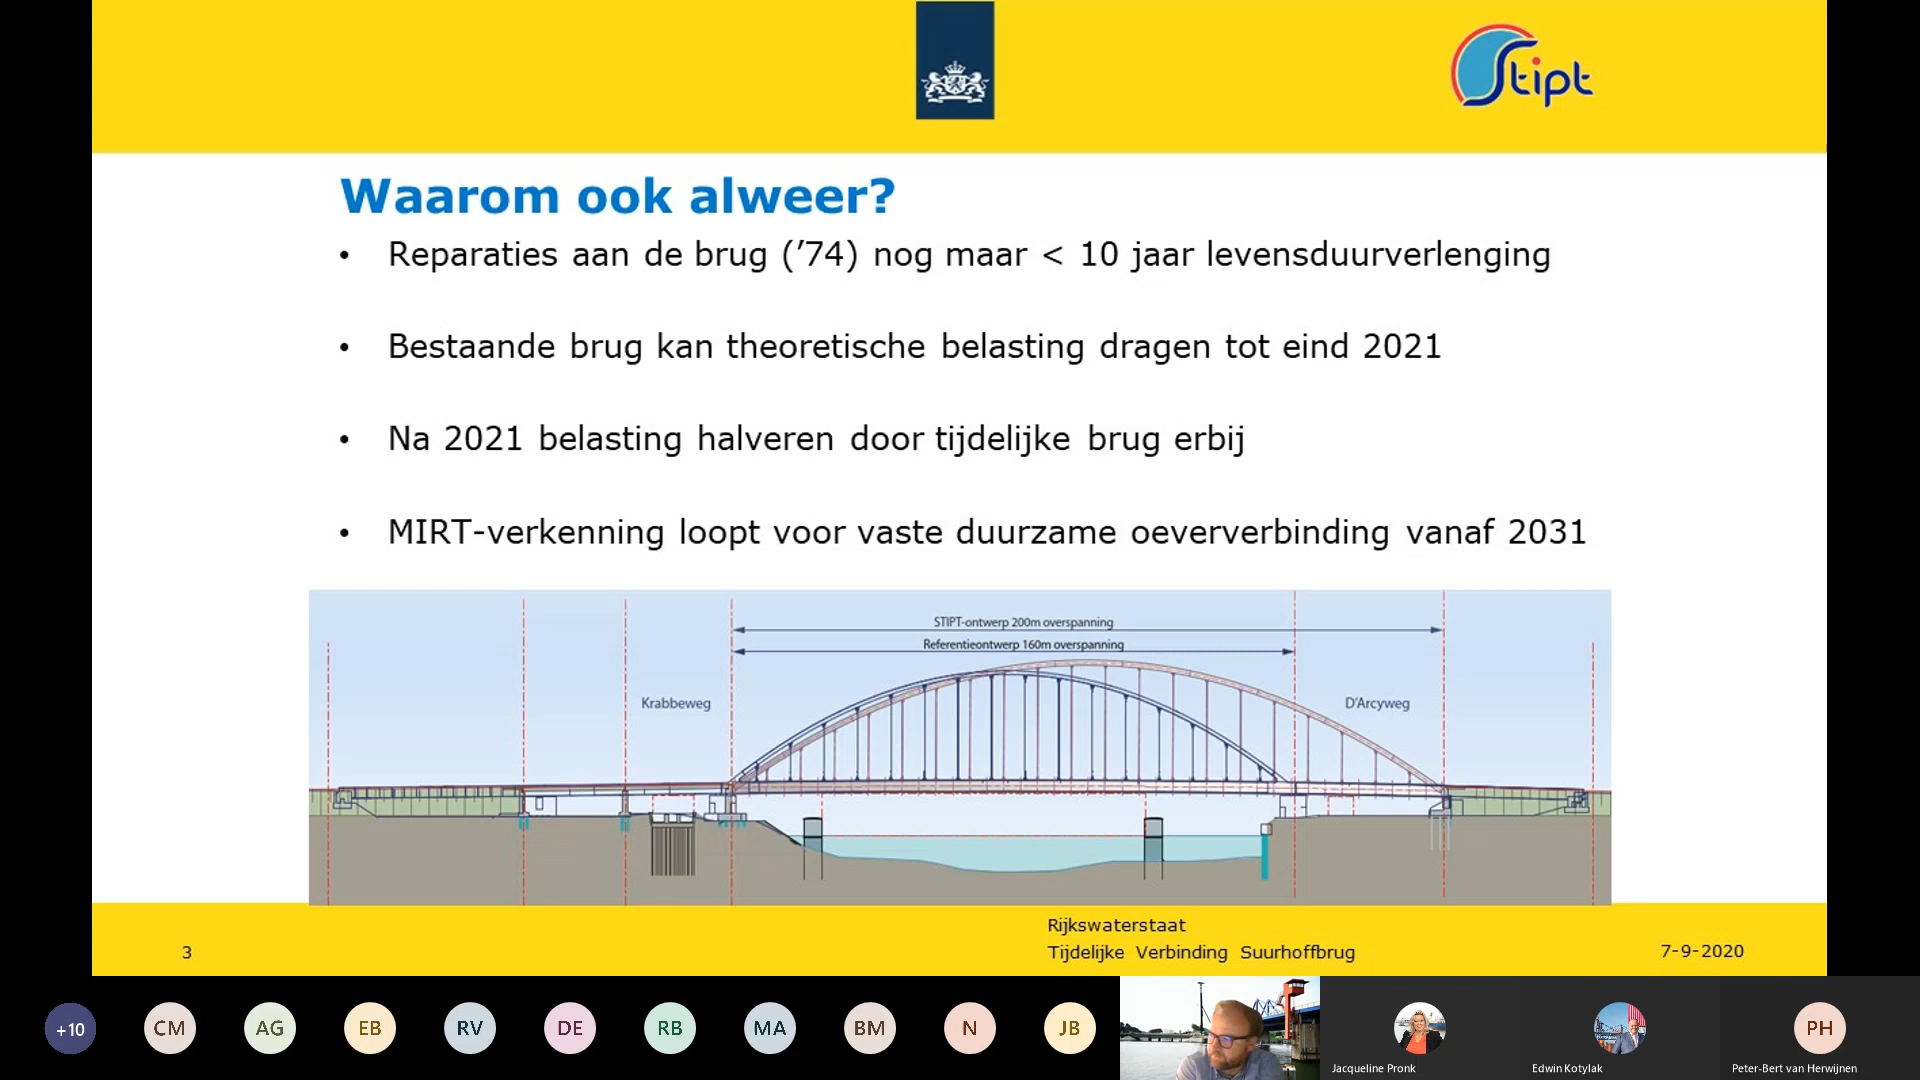 Stipt
Waarom ook alweer?
• Reparaties aan de brug (’74) nog maar < 10 jaar levensduurverlenging
• Bestaande brug kan theoretische belasting dragen tot eind 2021
• Na 2021 belasting halveren door tijdelijke brug erbij
• MIRT-verkenning loopt voor vaste duurzame oeververbinding vanaf 2031
STIPT-ontwerp 200m overspanning
Referentieontwerp 160m overspanning
Krabbeweg
D’Arcyweg
3
Rijkswaterstaat
Tijdelijke Verbinding Suurhoffbrug
7-9-2020
+10
CM
AG
EB
RV
DE
RB
MA
BM
N
JB
Jacqueline Pronk
Edwin Kotylak
PH
Peter-Bert van Herwijnen